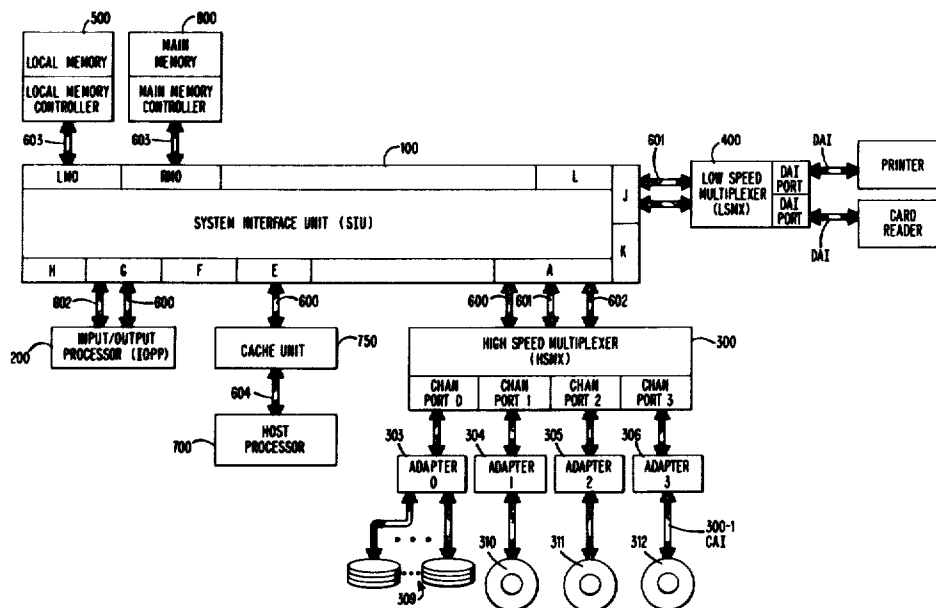 500
800
LOCAL MEMORY
LOCAL MEMORY
CONTROLLER
MAIN
MEMORY
MAIN MEMORY
CONTROLLER
603
603
100
LMO
RMO
L
J
K
SYSTEM INTERFACE UNIT (SIU)
H
G
F
E
A
601
400
LOW SPEED
MULTIPLEXER
(LSMX)
DAI
PORT
DAI
PORT
DAI
PRINTER
DAI
CARD
READER
602
600
600
600
601
602
200
INPUT/OUTPUT
PROCESSOR (IOPP)
CACHE UNIT
750
604
700
HOST
PROCESSOR
HIGH SPEED MULTIPLEXER
(HSMX)
300
CHAN
PORT 0
CHAN
PORT 1
CHAN
PORT 2
CHAN
PORT 3
303
304
305
306
ADAPTER
0
ADAPTER
1
ADAPTER
2
ADAPTER
3
300-1
CAI
309
310
311
312